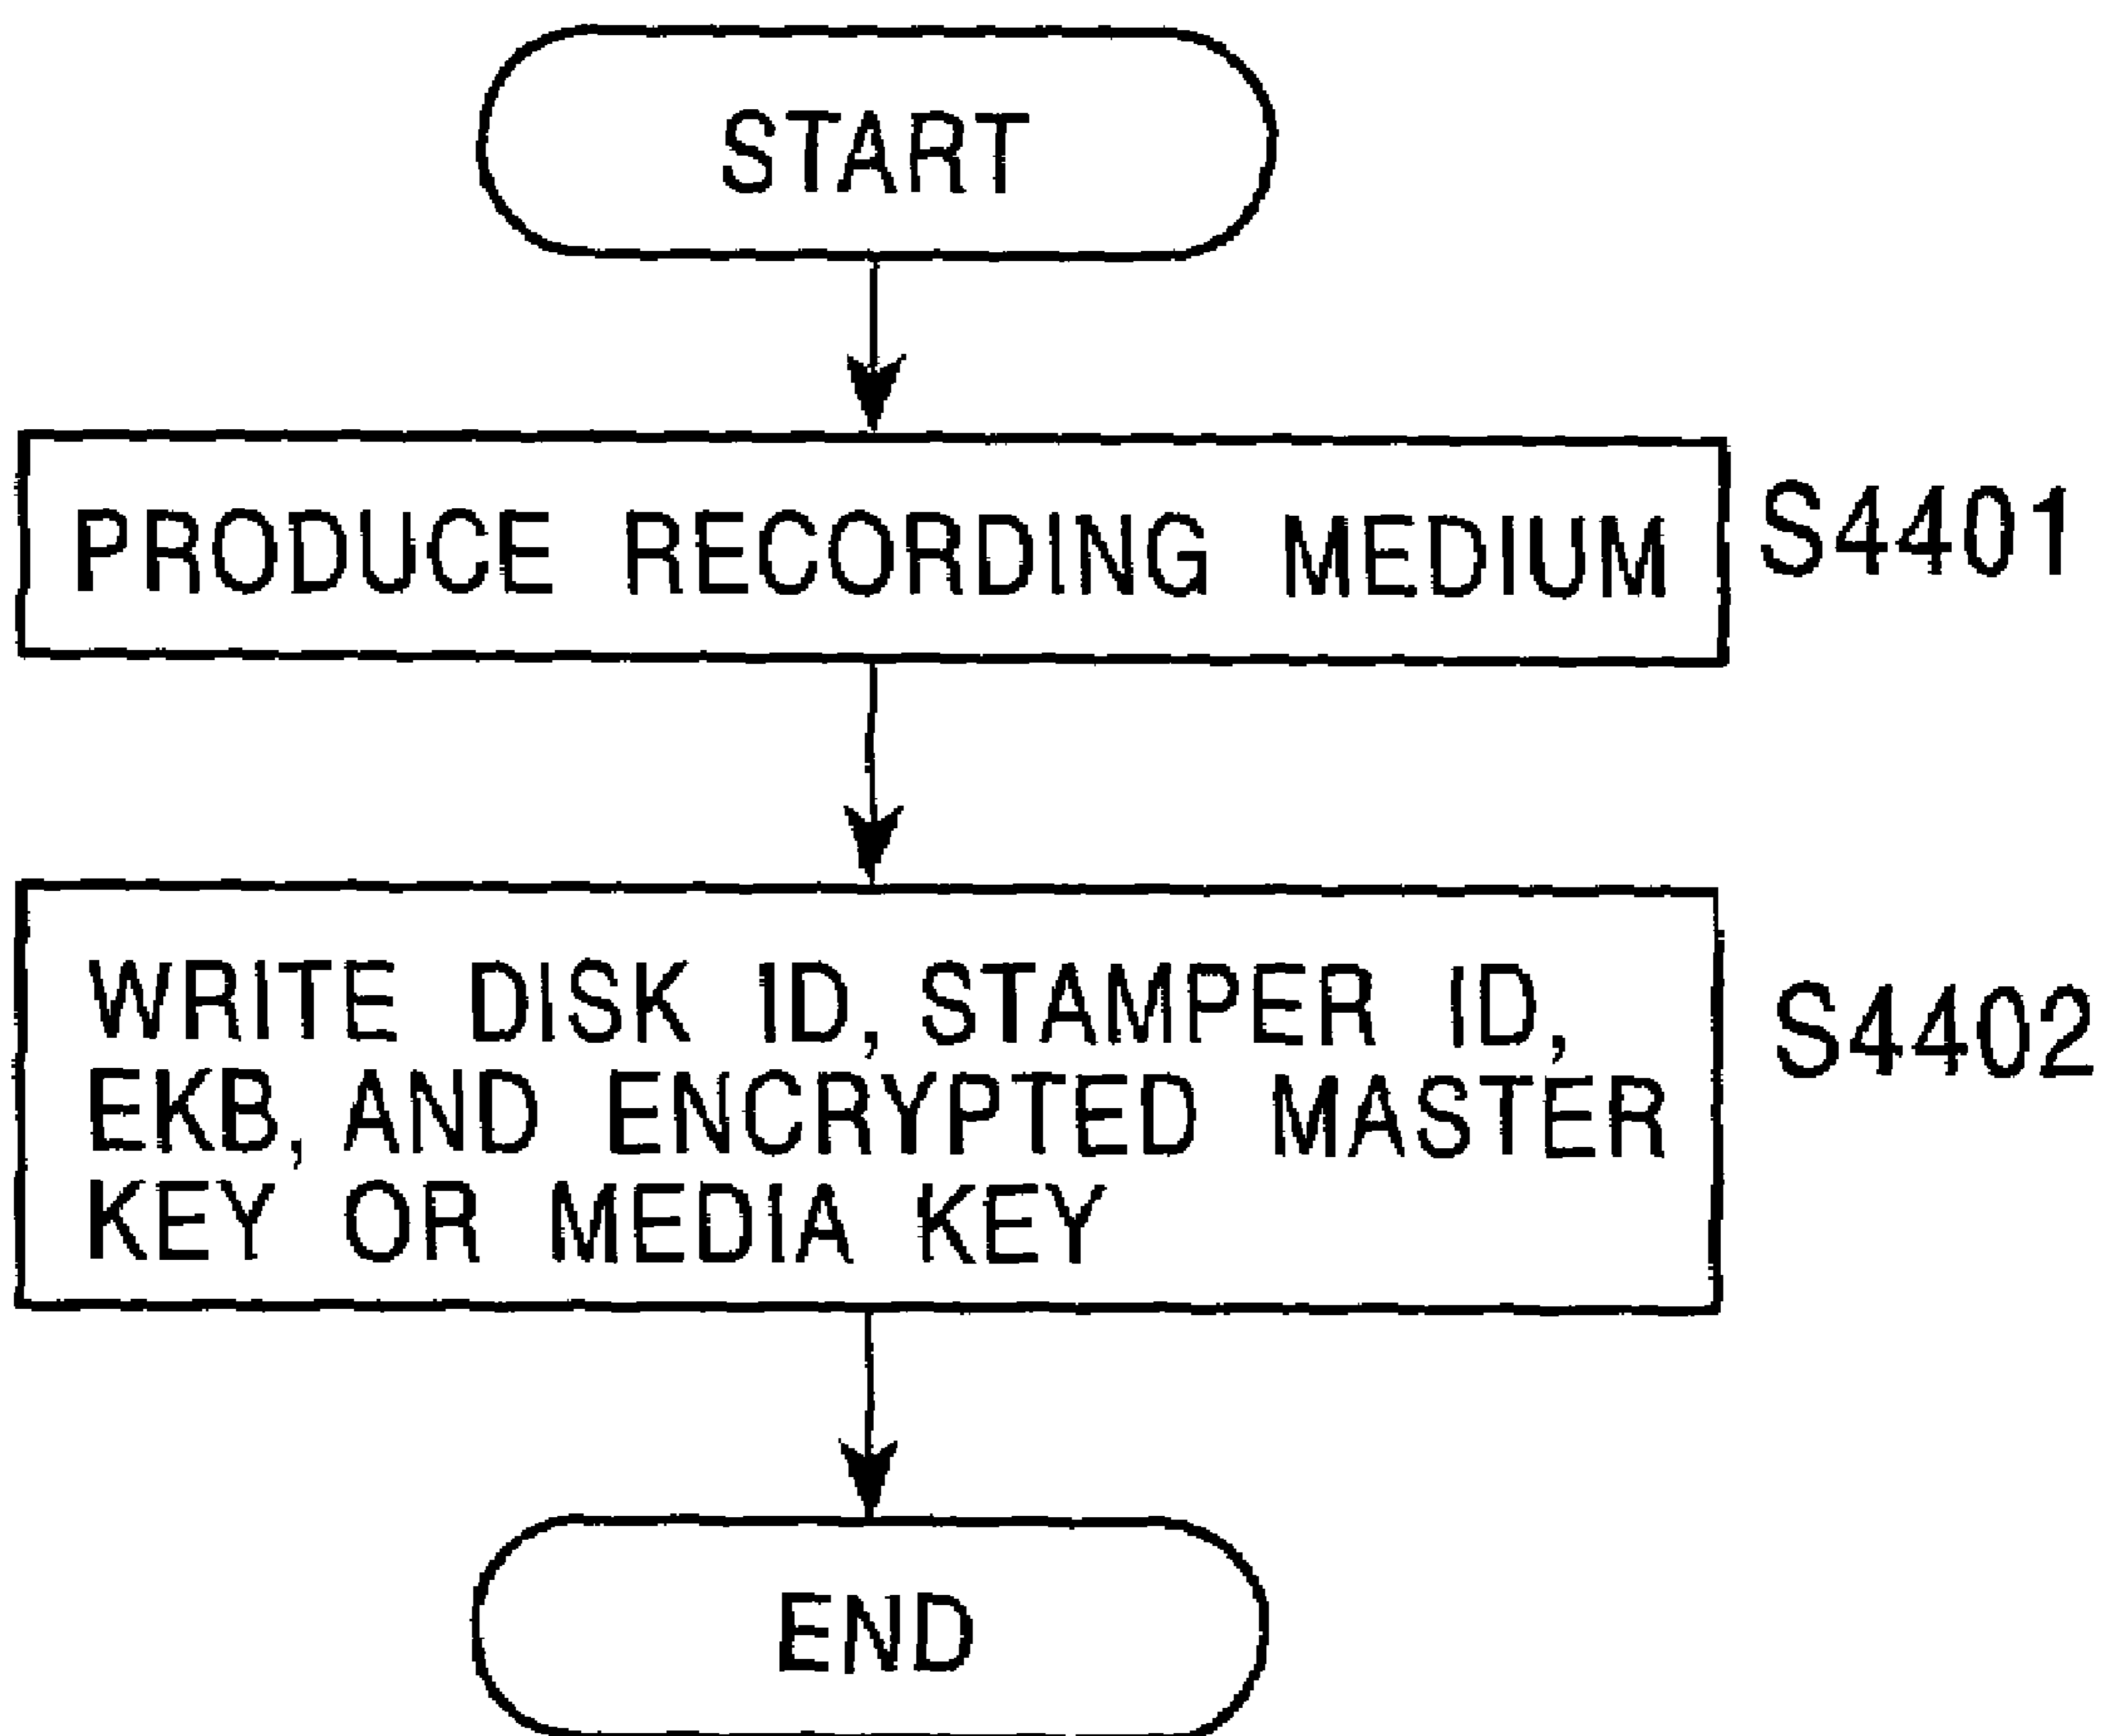 START
PRODUCE RECORDING MEDIUM
S4401
WRITE DISK ID, STAMPER ID,
EKB, AND ENCRYPTED MASTER
KEY OR MEDIA KEY
S4402
END